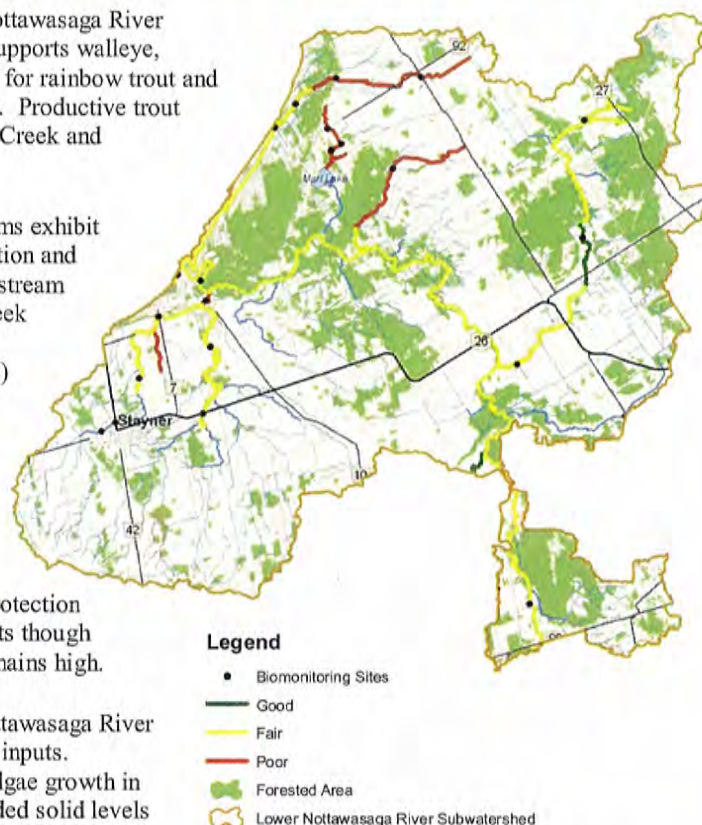 ottawasaga River
upports walleye,
for rainbow trout and
. Productive trout
Creek and
ms exhibit
tion and
stream
eek
)
otection
ts though
nains high.
ttawasaga River
inputs.
lgae growth in
ded solid levels
92
27
26
7
Stayner
10
42
Legend
Biomonitoring Sites
Good
Fair
Poor
Forested Area
Lower Nottawasaga River Subwatershed